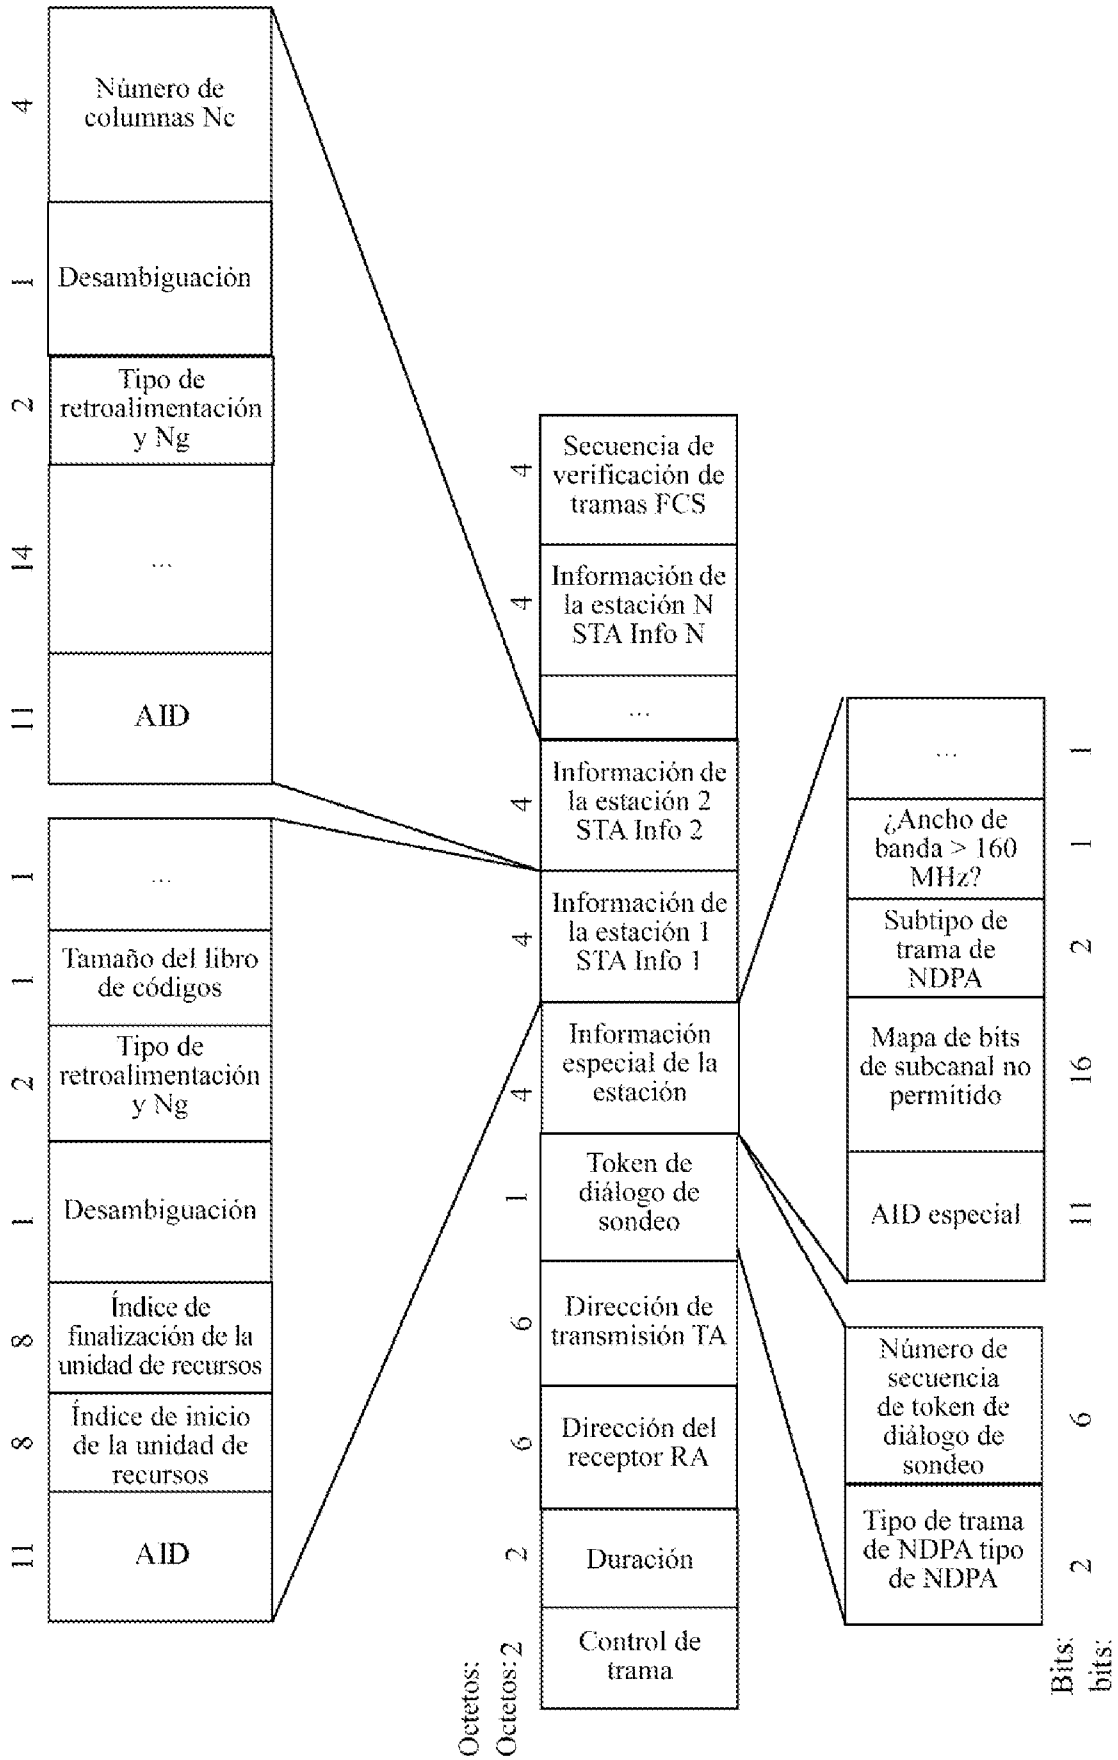 4
Número de
columnas Nc
1
Desambiguación
2
Tipo de
retroalimentación
y Ng
14
...
11
AID
1
...
1
Tamaño del libro
de códigos
2
Tipo de
retroalimentación
y Ng
1
Desambiguación
8
Índice de
finalización de la
unidad de recursos
8
Índice de inicio
de la unidad de
recursos
11
AID
4
Secuencia de
verificación de
tramas FCS
4
Información de
la estación N
STA Info N
...
4
Información de
la estación 2
STA Info 2
4
Información de
la estación 1
STA Info 1
4
Información
especial de la
estación
1
Token de
diálogo de
sondeo
6
Dirección de
transmisión TA
6
Dirección del
receptor RA
2
Duración
Octetos:
Octetos: 2
Control de
trama
...
1
¿Ancho de
banda > 160
MHz?
1
Subtipo de
trama de
NDPA
2
Mapa de bits
de subcanal no
permitido
16
AID especial
11
Número de
secuencia
de token de
diálogo de
sondeo
6
Tipo de trama
de NDPA tipo
de NDPA
2
Bits:
bits: